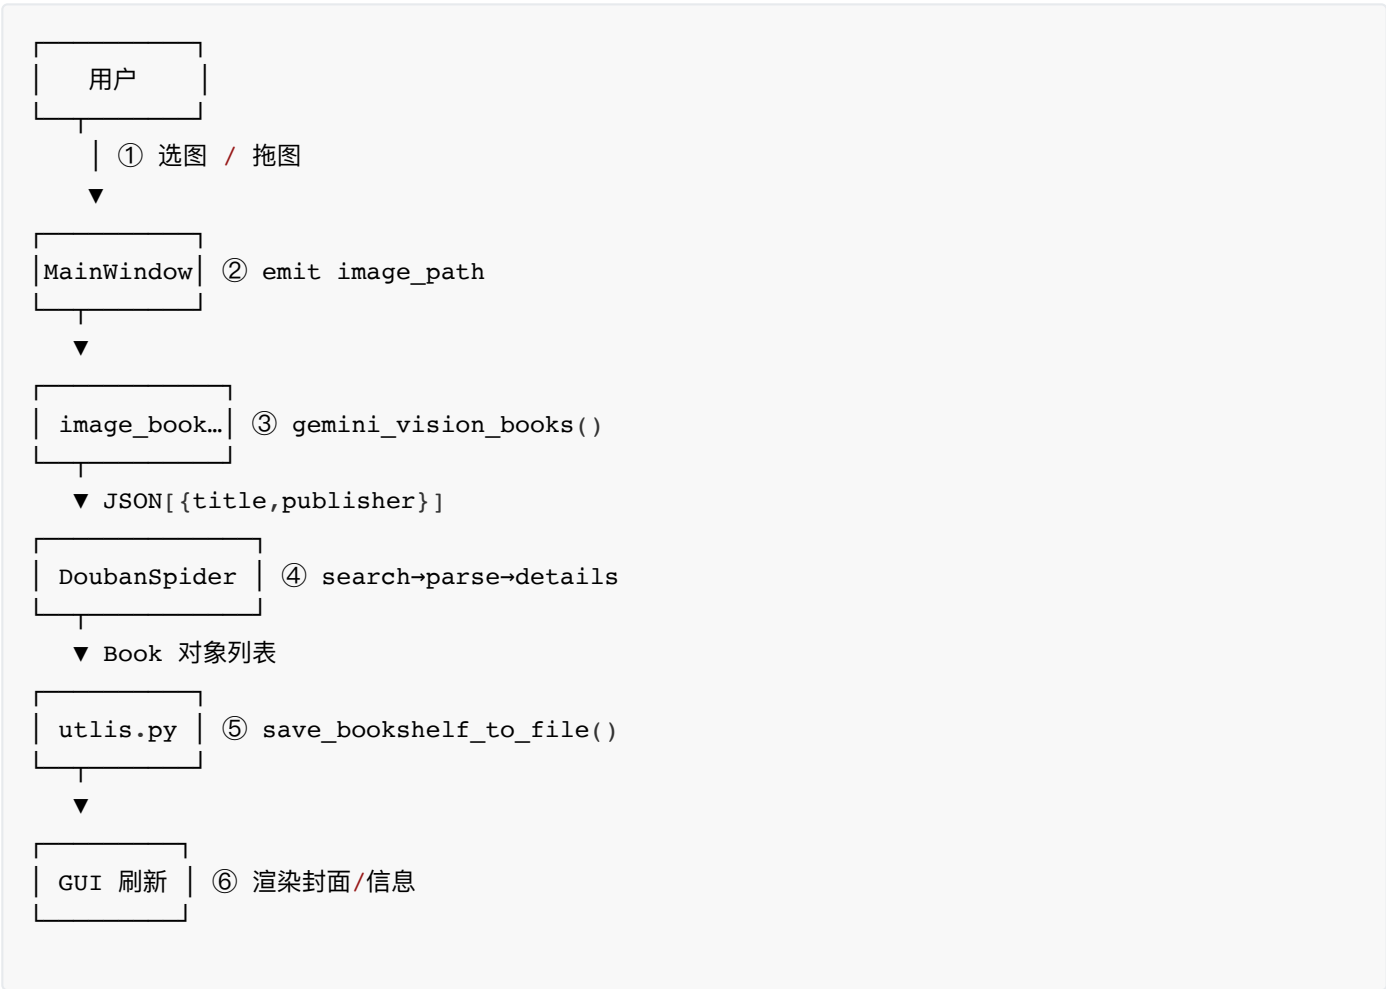 用户
① 选图 / 拖图
▼
MainWindow ② emit image_path
▼
image_book… ③ gemini_vision_books()
▼ JSON[{title,publisher}]
DoubanSpider ④ search→parse→details
▼ Book 对象列表
utlis.py ⑤ save_bookshelf_to_file()
▼
GUI 刷新 ⑥ 渲染封面/信息